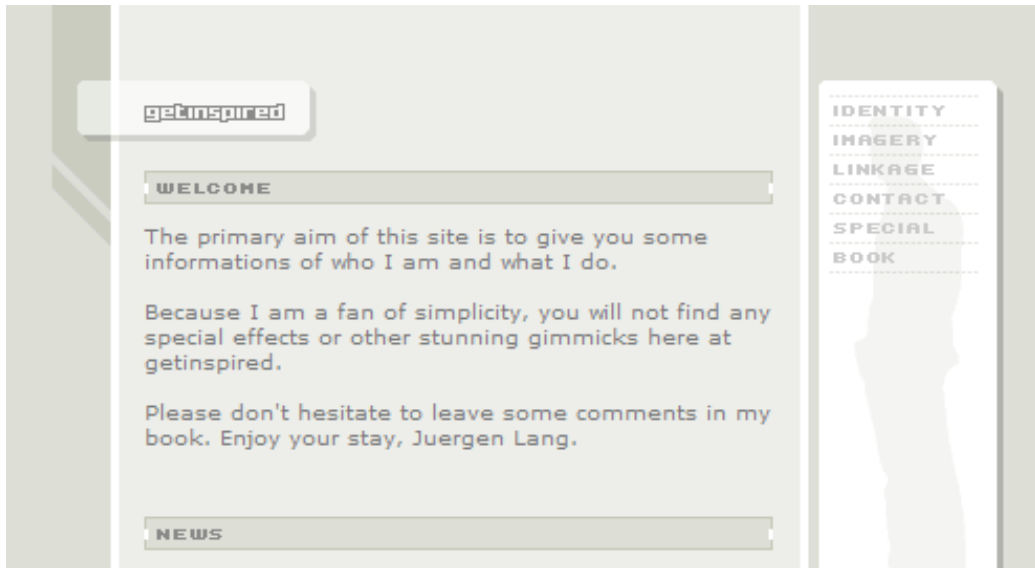 getinspired
WELCOME
The primary aim of this site is to give you some
informations of who I am and what I do.
Because I am a fan of simplicity, you will not find any
special effects or other stunning gimmicks here at
getinspired.
Please don't hesitate to leave some comments in my
book. Enjoy your stay, Juergen Lang.
NEWS
IDENTITY
IMAGERY
LINKAGE
CONTACT
SPECIAL
BOOK